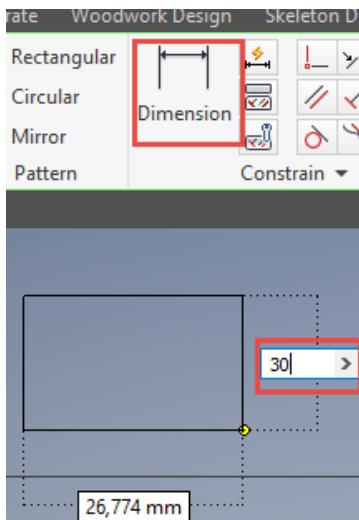 rate Woodwork Design Skeleton D
Rectangular
Circular
Mirror
Pattern
Dimension
Constrain
30
26,774 mm